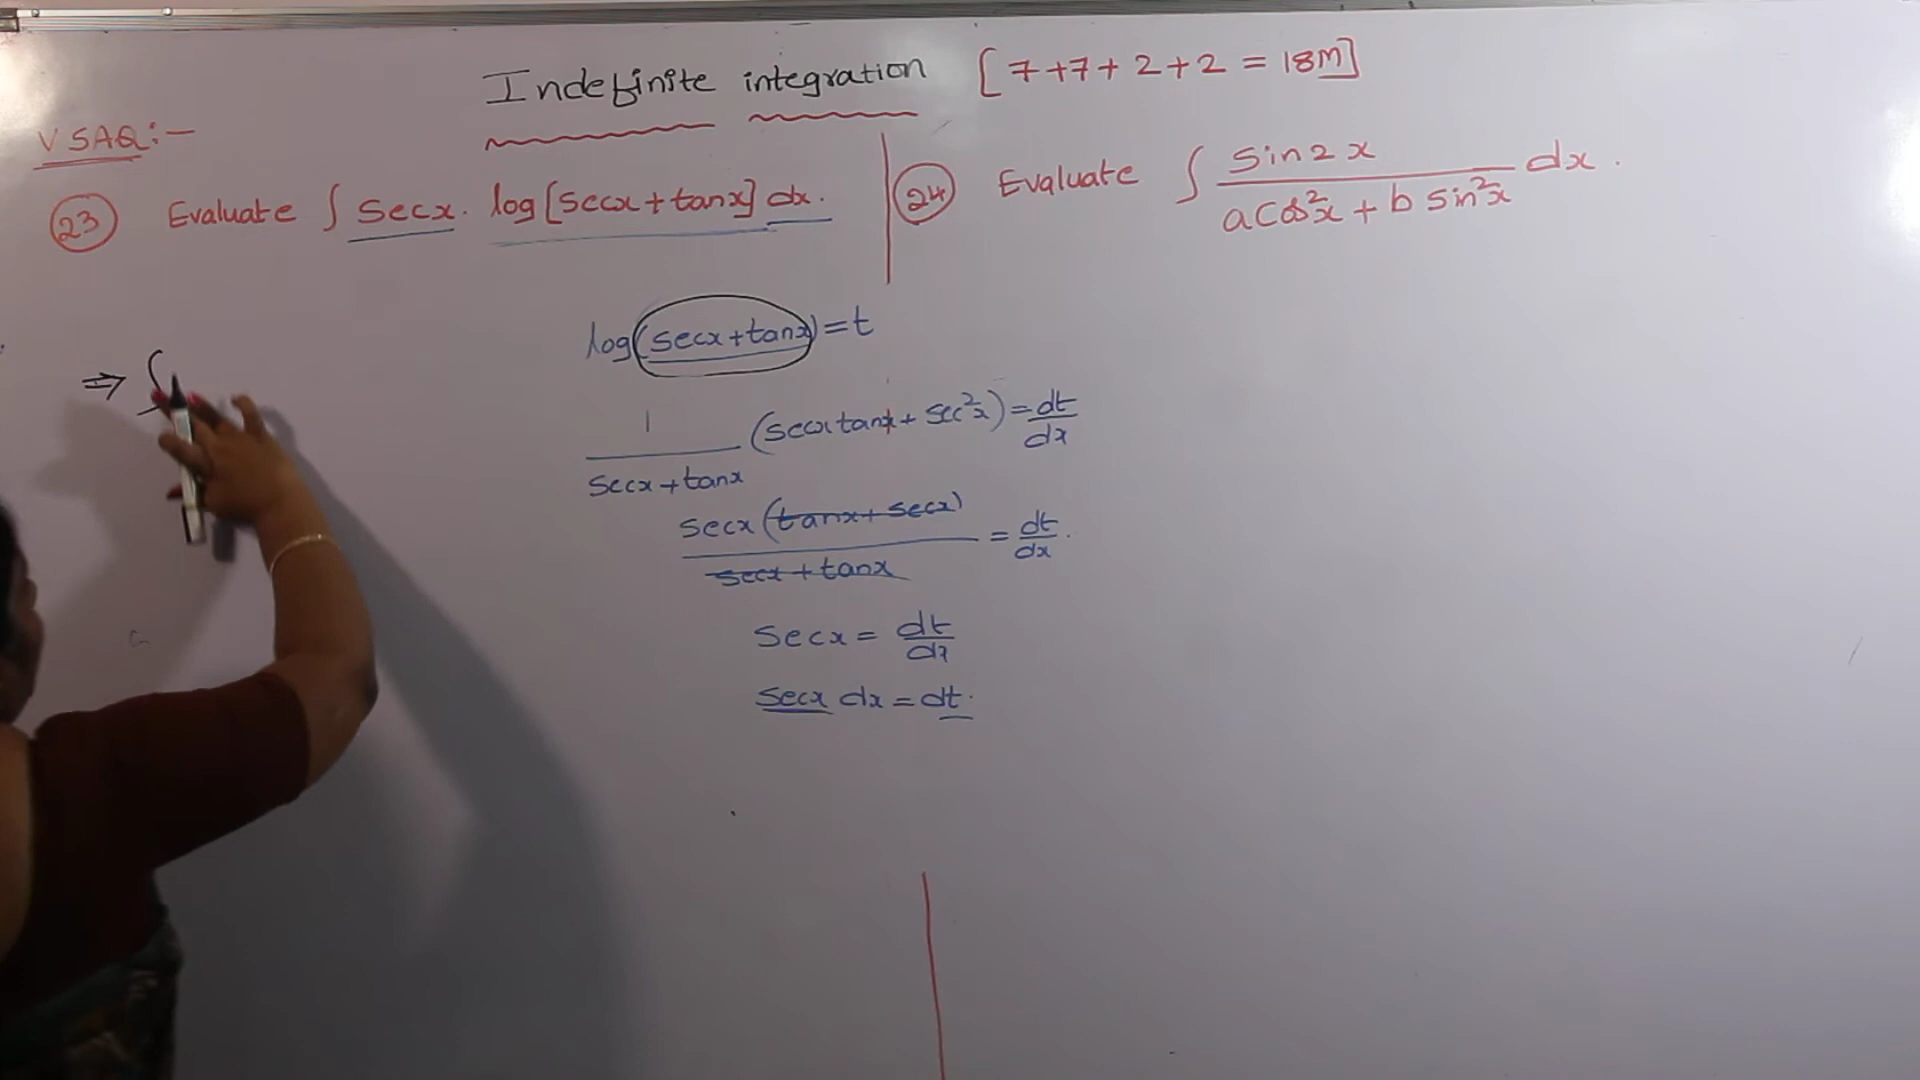 Indefinite integration [7+7+2+2=18M]
VSAQ:-
23 Evaluate ∫ secx. log[secx+tanx] dx.
24 Evaluate ∫ sin2x / acos²x + b sin²x dx.
log(secx+tanx)=t
⇒ ∫
1 / secx+tanx (secxtanx + sec²x) = dt/dx
secx(tanx+secx) / secx+tanx = dt/dx.
secx = dt/dx
secx dx = dt.